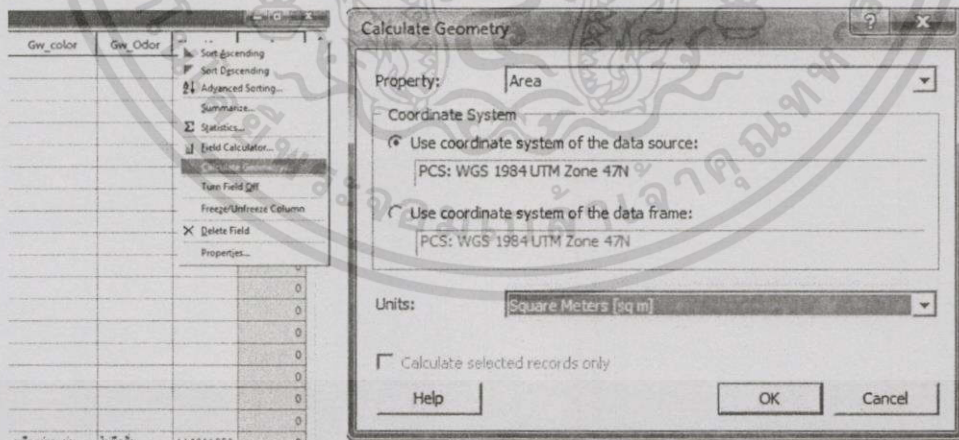 Gw_color Gw_Odor
Sort Ascending
Sort Descending
Advanced Sorting...
Summarize...
Statistics...
Field Calculator...
Calculate Geometry...
Turn Field Off
Freeze/Unfreeze Column
Delete Field
Properties...
0
0
0
0
0
0
0
0
Calculate Geometry
Property: Area
Coordinate System
Use coordinate system of the data source:
PCS: WGS 1984 UTM Zone 47N
Use coordinate system of the data frame:
PCS: WGS 1984 UTM Zone 47N
Units: Square Meters [sq m]
Calculate selected records only
Help OK Cancel